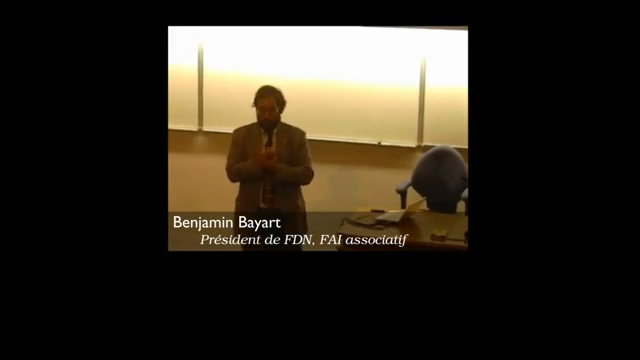 Benjamin Bayart
Président de FDN, FAI associatif